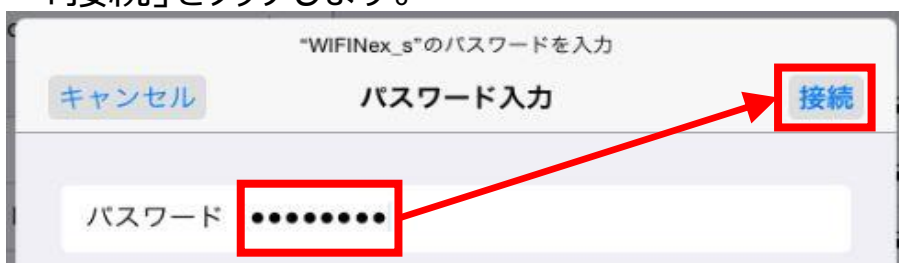 接続」をタップします。
"WIFINex_s"のパスワードを入力
キャンセル パスワード入力 接続
パスワード ●●●●●●●●